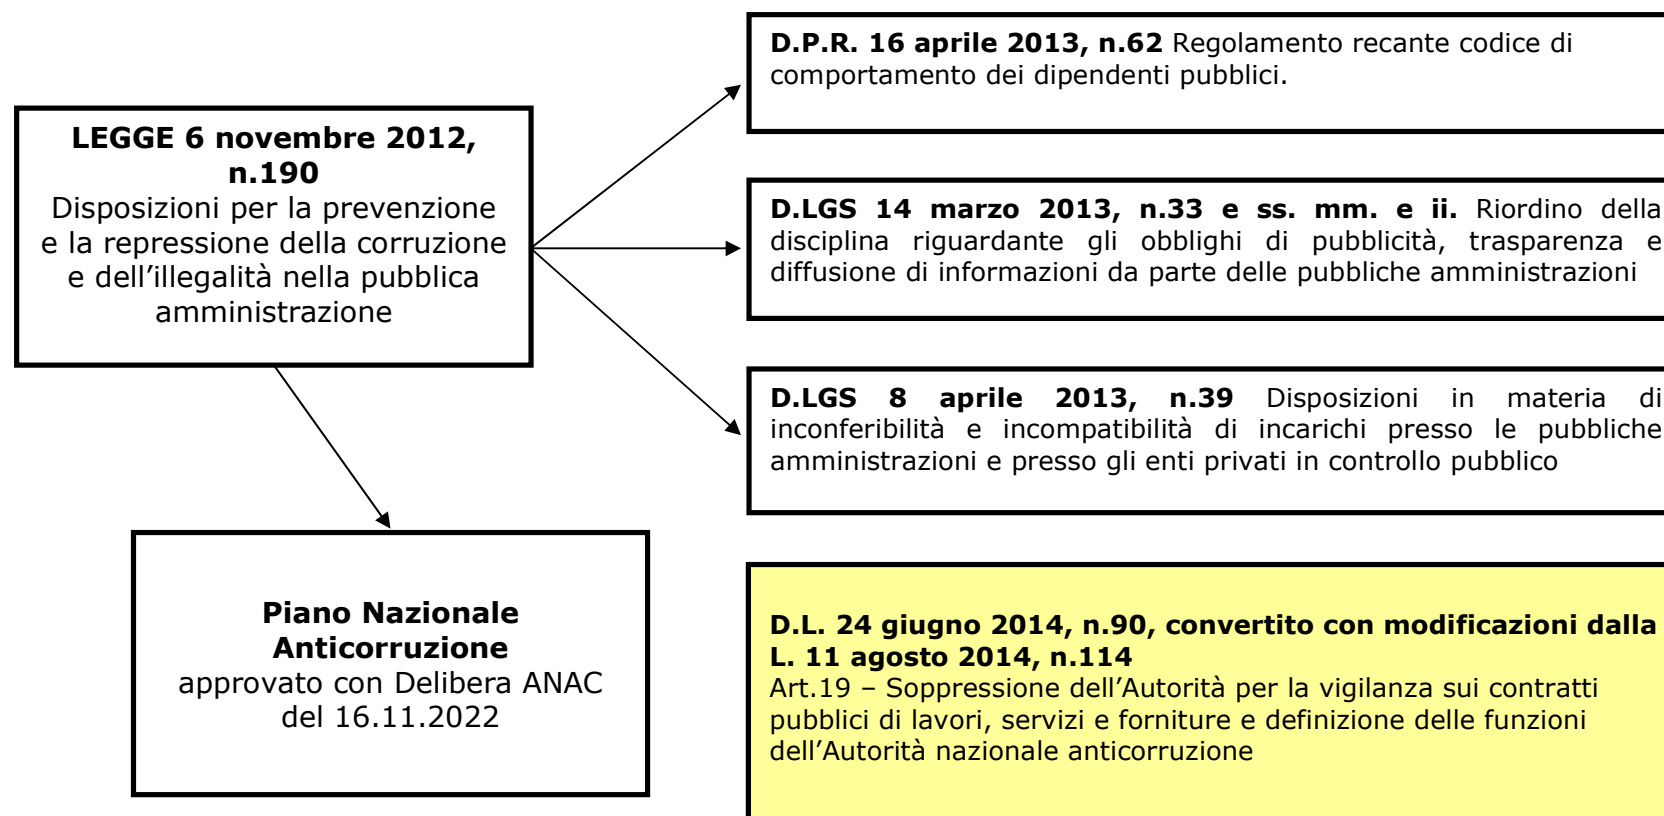 D.P.R. 16 aprile 2013, n.62 Regolamento recante codice di
comportamento dei dipendenti pubblici.
LEGGE 6 novembre 2012,
n.190
Disposizioni per la prevenzione
e la repressione della corruzione
e dell’illegalità nella pubblica
amministrazione
D.LGS 14 marzo 2013, n.33 e ss. mm. e ii. Riordino della
disciplina riguardante gli obblighi di pubblicità, trasparenza e
diffusione di informazioni da parte delle pubbliche amministrazioni
D.LGS 8 aprile 2013, n.39 Disposizioni in materia di
inconferibilità e incompatibilità di incarichi presso le pubbliche
amministrazioni e presso gli enti privati in controllo pubblico
Piano Nazionale
Anticorruzione
approvato con Delibera ANAC
del 16.11.2022
D.L. 24 giugno 2014, n.90, convertito con modificazioni dalla
L. 11 agosto 2014, n.114
Art.19 – Soppressione dell’Autorità per la vigilanza sui contratti
pubblici di lavori, servizi e forniture e definizione delle funzioni
dell’Autorità nazionale anticorruzione